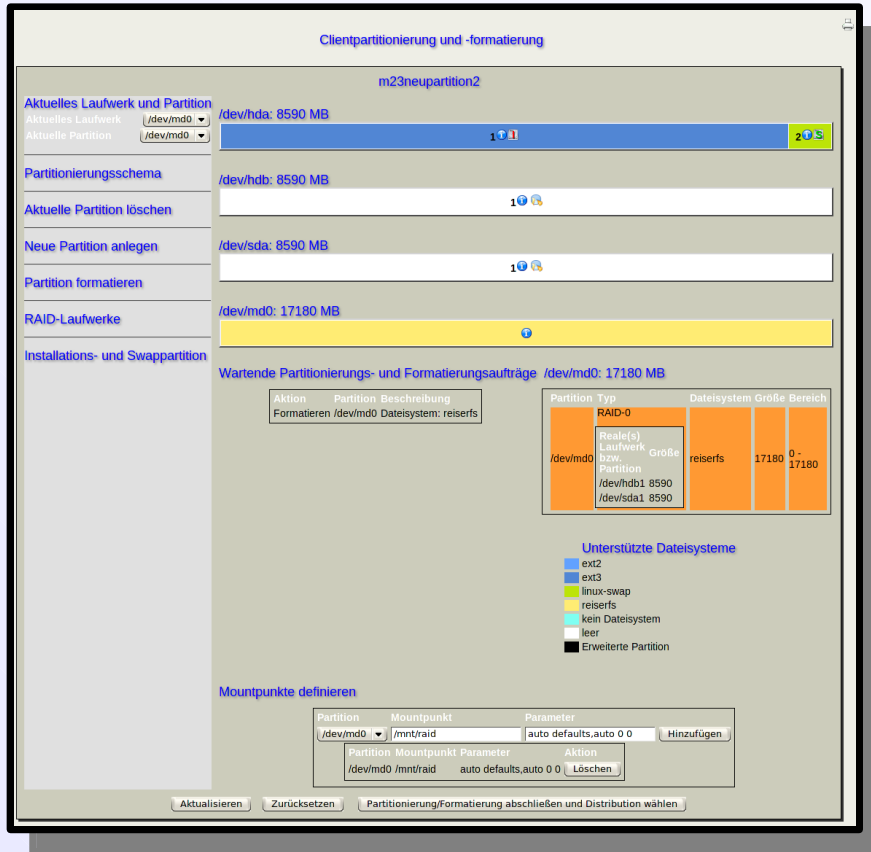 Clientpartitionierung und -formatierung
m23neupartition2
Aktuelles Laufwerk und Partition
Aktuelles Laufwerk /dev/md0
Aktuelle Partition /dev/md0
Partitionierungsschema
Aktuelle Partition löschen
Neue Partition anlegen
Partition formatieren
RAID-Laufwerke
Installations- und Swappartition
/dev/hda: 8590 MB
1 2
/dev/hdb: 8590 MB
1
/dev/sda: 8590 MB
1
/dev/md0: 17180 MB
Wartende Partitionierungs- und Formatierungsaufträge
Aktion Partition Beschreibung
Formatieren /dev/md0 Dateisystem: reiserfs
/dev/md0: 17180 MB
Partition Typ Dateisystem Größe Bereich
RAID-0
Reale(s)
Laufwerk
bzw.
Partition
Größe
/dev/hdb1 8590
/dev/sda1 8590
/dev/md0 reiserfs 17180 0 -
17180
Unterstützte Dateisysteme
ext2
ext3
linux-swap
reiserfs
kein Dateisystem
leer
Erweiterte Partition
Mountpunkte definieren
Partition Mountpunkt Parameter
/dev/md0 /mnt/raid auto defaults,auto 0 0 Hinzufügen
Partition Mountpunkt Parameter Aktion
/dev/md0 /mnt/raid auto defaults,auto 0 0 Löschen
Aktualisieren Zurücksetzen Partitionierung/Formatierung abschließen und Distribution wählen